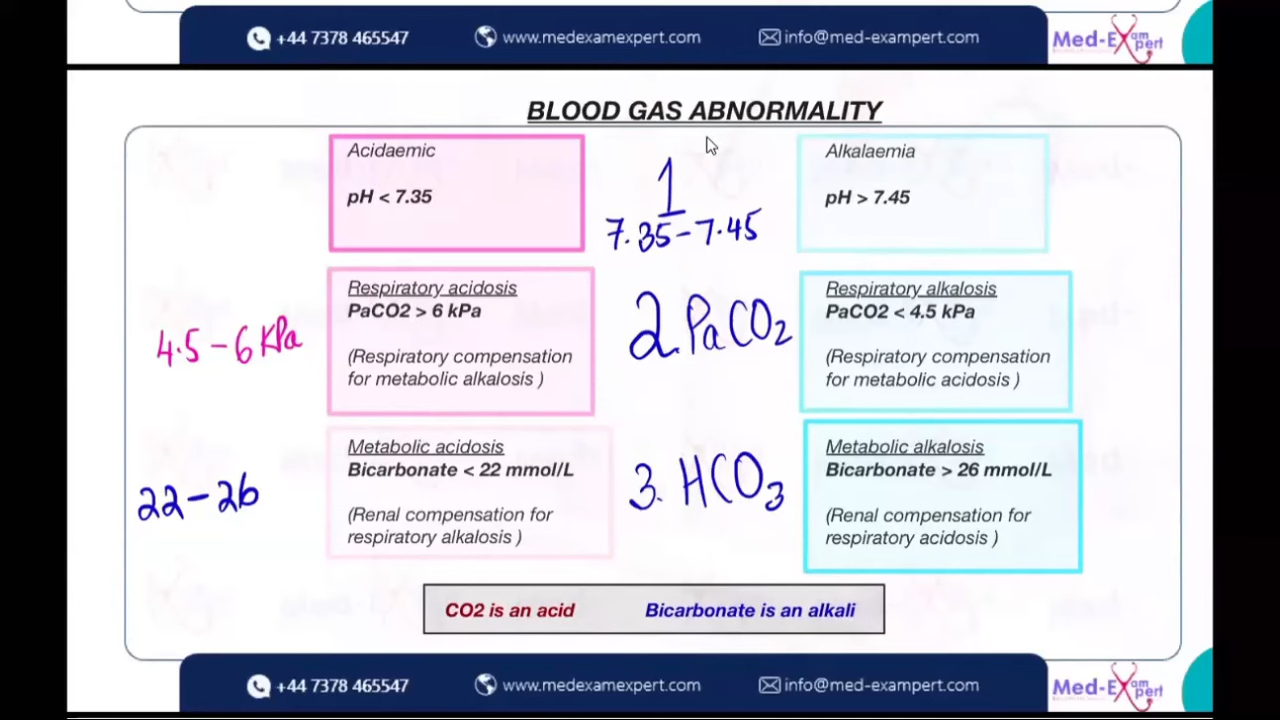 +44 7378 465547
www.medexamexpert.com
info@med-exampert.com
Med-Exam
pert
BLOOD GAS ABNORMALITY
Acidaemic
pH < 7.35
1
7.35-7.45
Alkalaemia
pH > 7.45
4.5-6 KPa
Respiratory acidosis
PaCO2 > 6 kPa
(Respiratory compensation
for metabolic alkalosis )
2. PaCO2
Respiratory alkalosis
PaCO2 < 4.5 kPa
(Respiratory compensation
for metabolic acidosis )
22-26
Metabolic acidosis
Bicarbonate < 22 mmol/L
(Renal compensation for
respiratory alkalosis )
3. HCO3
Metabolic alkalosis
Bicarbonate > 26 mmol/L
(Renal compensation for
respiratory acidosis )
CO2 is an acid
Bicarbonate is an alkali
+44 7378 465547
www.medexamexpert.com
info@med-exampert.com
Med-Exam
pert